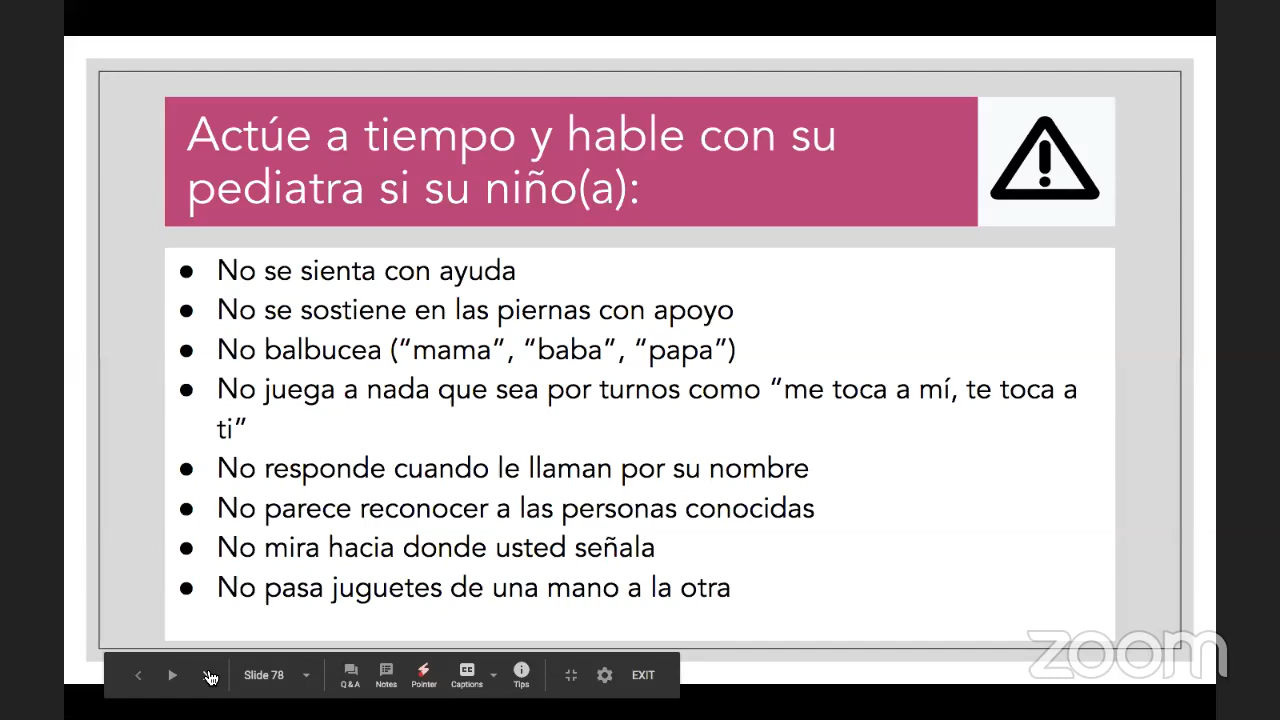 Actúe a tiempo y hable con su
pediatra si su niño(a):
● No se sienta con ayuda
● No se sostiene en las piernas con apoyo
● No balbucea (“mama”, “baba”, “papa”)
● No juega a nada que sea por turnos como “me toca a mí, te toca a
ti”
● No responde cuando le llaman por su nombre
● No parece reconocer a las personas conocidas
● No mira hacia donde usted señala
● No pasa juguetes de una mano a la otra
zoom
Slide 78
Q & A Notes Pointer Captions Tips EXIT